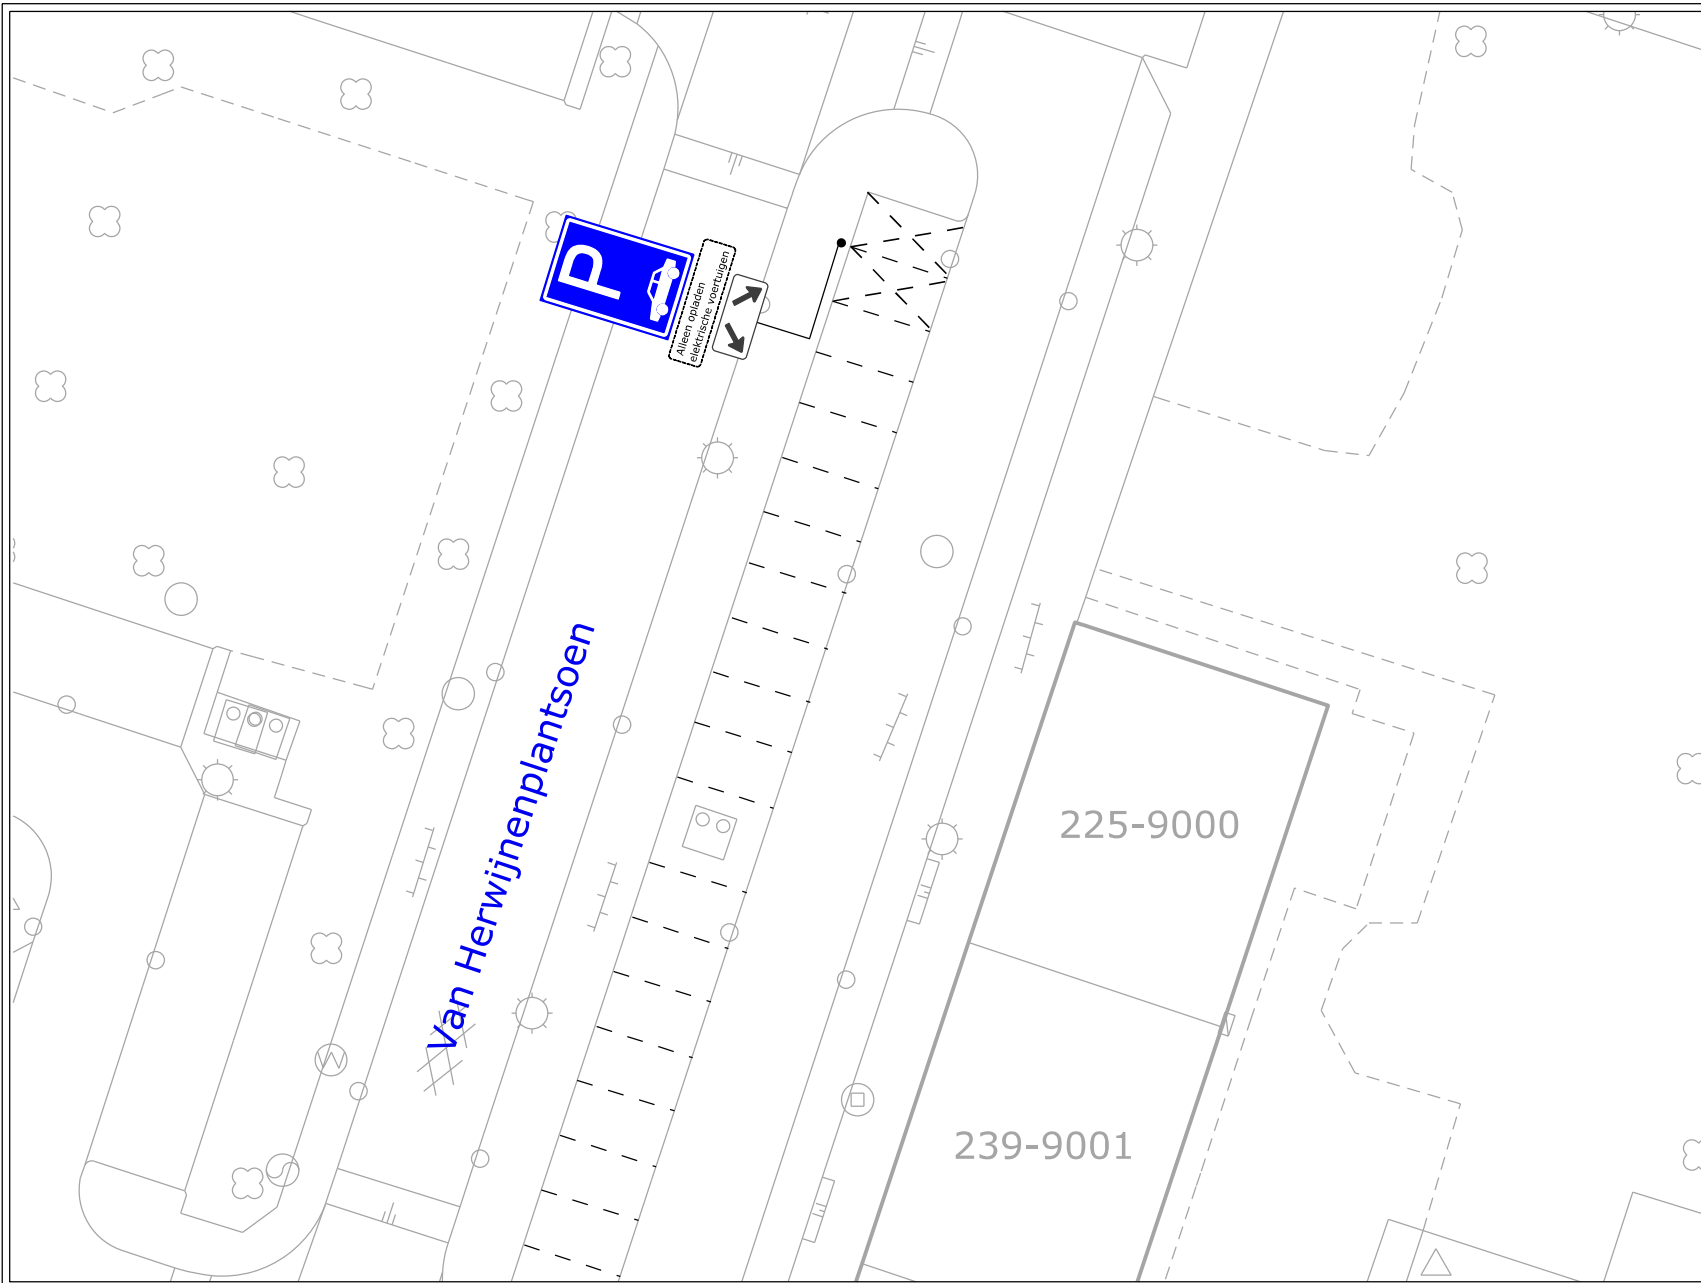 P
Alleen opladen
elektrische voertuigen
Van Herwijnenplantsoen
225-9000
239-9001
W